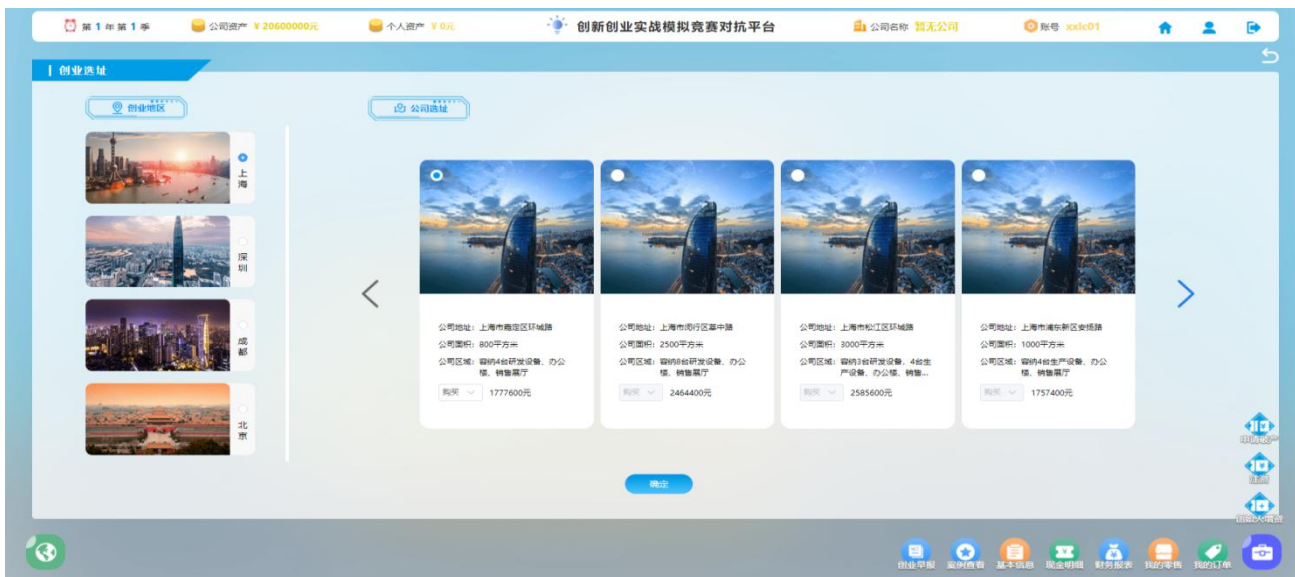 第 1 年第 1 季
公司资产 ¥ 20600000元
个人资产 ¥ 0元
创新创业实战模拟竞赛对抗平台
公司名称 暂无公司
账号 xxlc01
创业选址
创业地区
公司选址
上海
深圳
成都
北京
公司地址：上海市嘉定区环城路
公司面积：800平方米
公司区域：容纳4台研发设备、办公
楼、销售展厅
购买 1777600元
公司地址：上海市闵行区莘中路
公司面积：2500平方米
公司区域：容纳8台研发设备、办公
楼、销售展厅
购买 2464400元
公司地址：上海市松江区环城路
公司面积：3000平方米
公司区域：容纳3台研发设备、4台生
产设备、办公楼、销售...
购买 2585600元
公司地址：上海市浦东新区安扬路
公司面积：1000平方米
公司区域：容纳4台生产设备、办公
楼、销售展厅
购买 1757400元
确定
申请破产
注资
创始人增资
创业早报
案例查看
基本信息
现金明细
财务报表
我的零售
我的订单